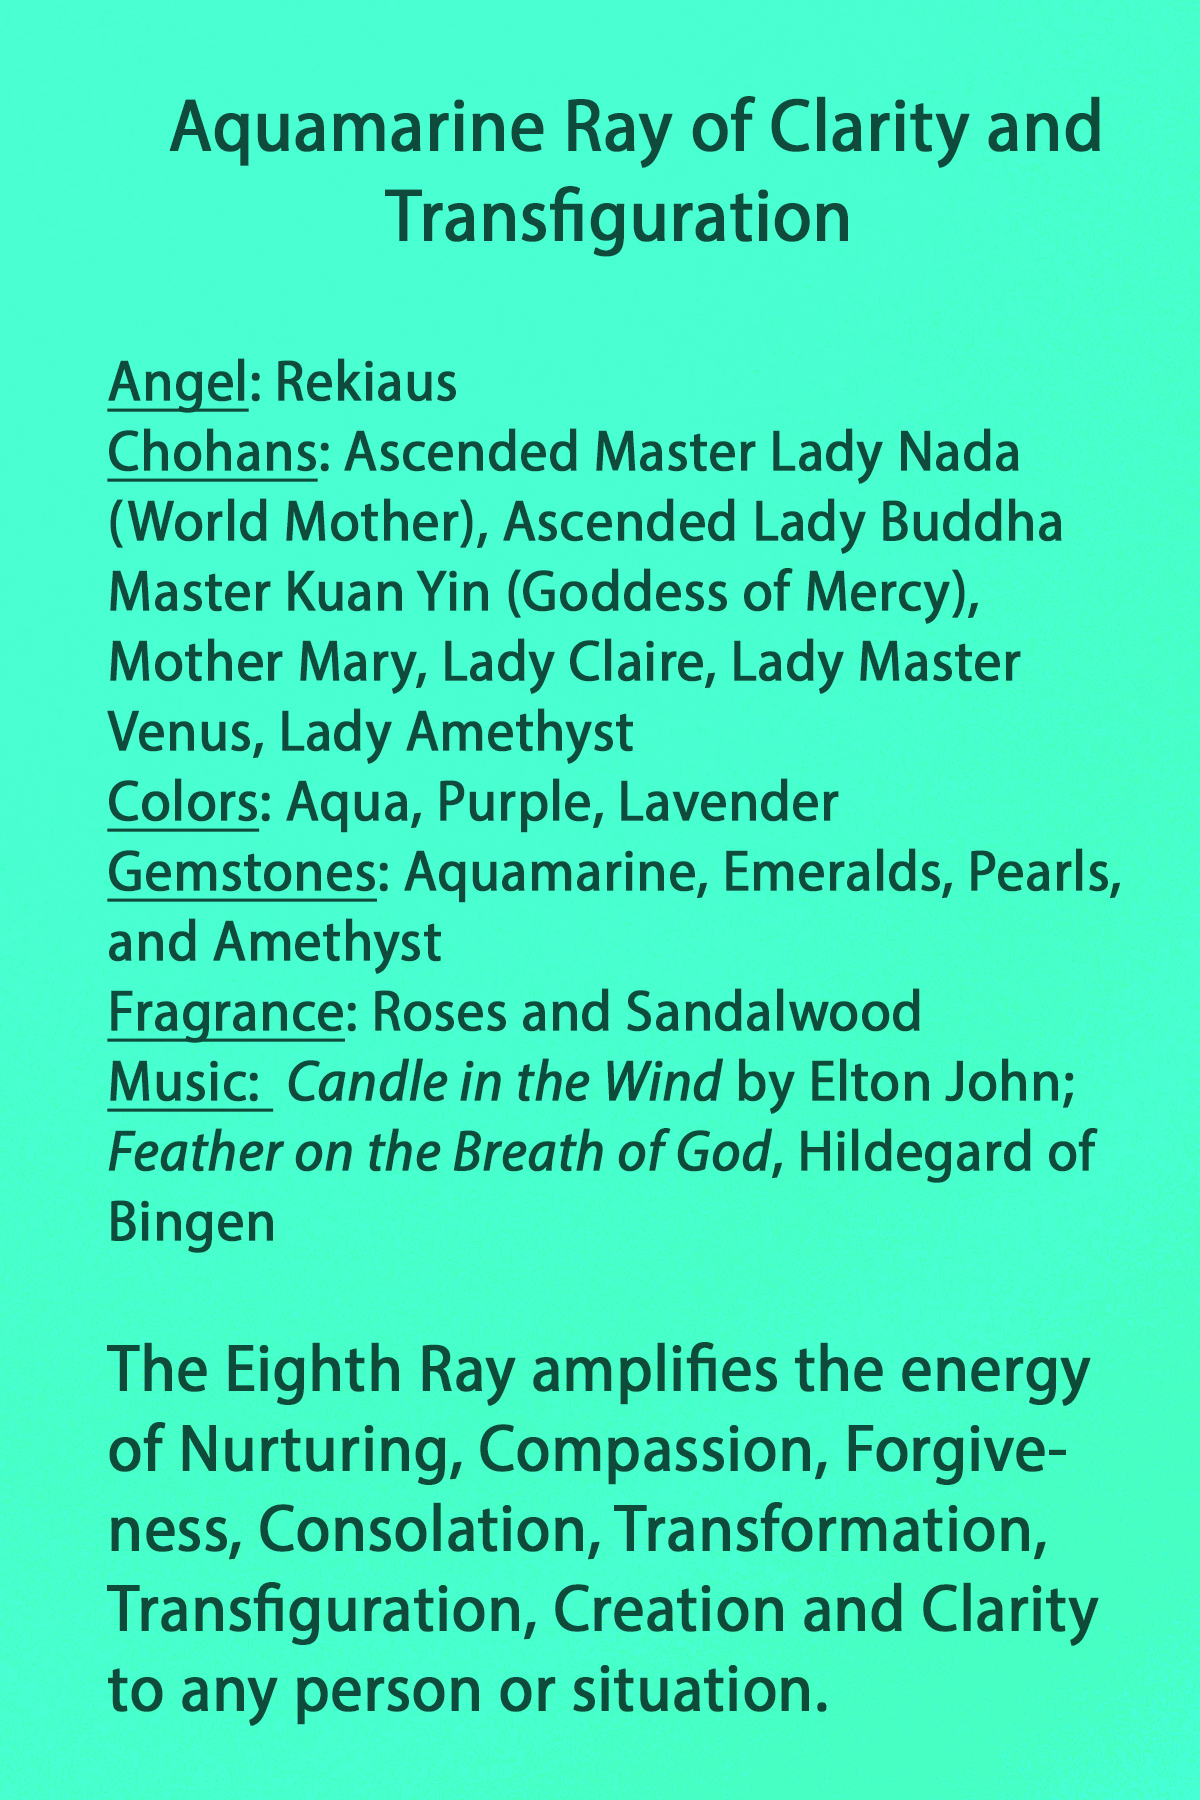 Aquamarine Ray of Clarity and
Transfiguration
Angel: Rekiaus
Chohans: Ascended Master Lady Nada
(World Mother), Ascended Lady Buddha
Master Kuan Yin (Goddess of Mercy),
Mother Mary, Lady Claire, Lady Master
Venus, Lady Amethyst
Colors: Aqua, Purple, Lavender
Gemstones: Aquamarine, Emeralds, Pearls,
and Amethyst
Fragrance: Roses and Sandalwood
Music: Candle in the Wind by Elton John;
Feather on the Breath of God, Hildegard of
Bingen
The Eighth Ray amplifies the energy
of Nurturing, Compassion, Forgive-
ness, Consolation, Transformation,
Transfiguration, Creation and Clarity
to any person or situation.